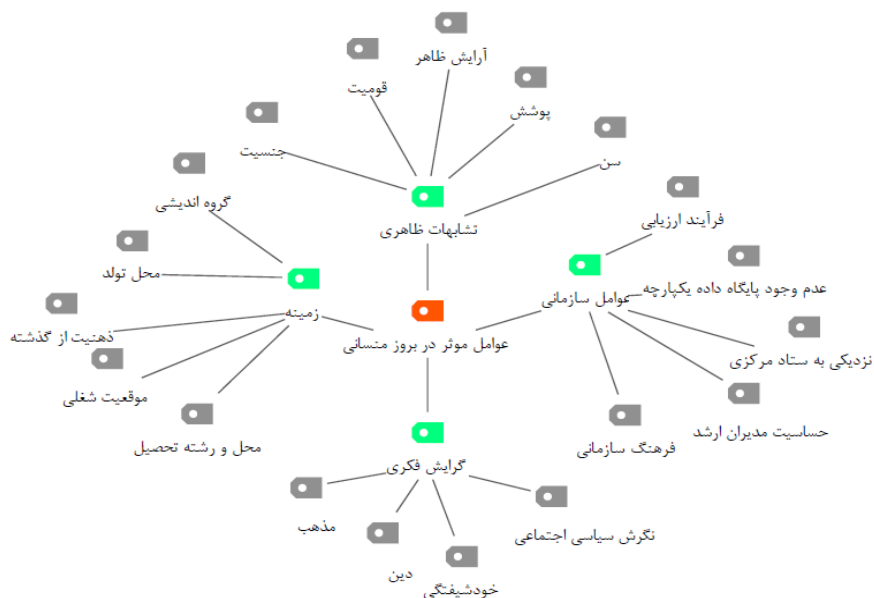 آرایش ظاهر
قومیت
پوشش
جنسیت
سن
گروه اندیشی
فرآیند ارزیابی
تشابهات ظاهری
محل تولد
عدم وجود پایگاه داده یکپارچه
عوامل سازمانی
زمینه
ذهنیت از گذشته
عوامل موثر در بروز منسانی
نزدیکی به ستاد مرکزی
موقعیت شغلی
حساسیت مدیران ارشد
فرهنگ سازمانی
محل و رشته تحصیل
گرایش فکری
مذهب
نگرش سیاسی اجتماعی
دین
خودشیفتگی